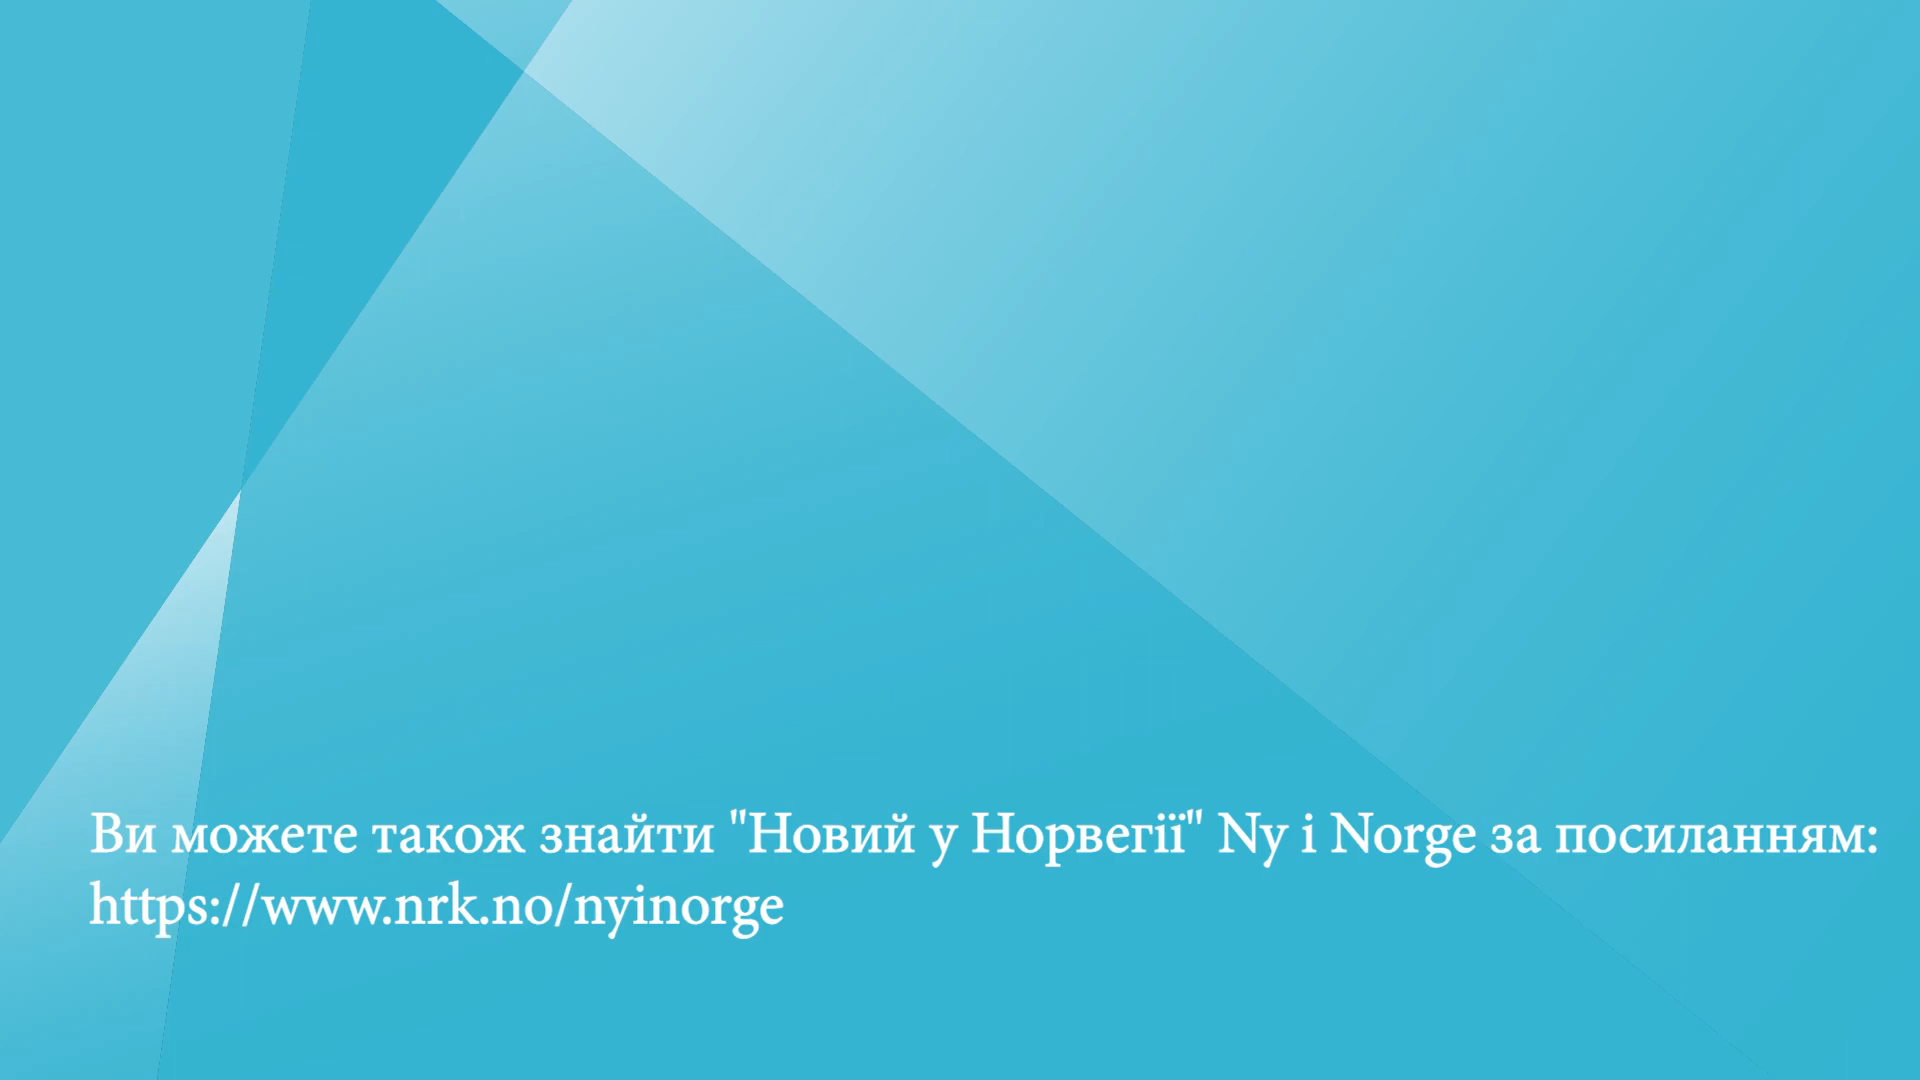 Ви можете також знайти "Новий у Норвегії" Ny i Norge за посиланням:
https://www.nrk.no/nyinorge